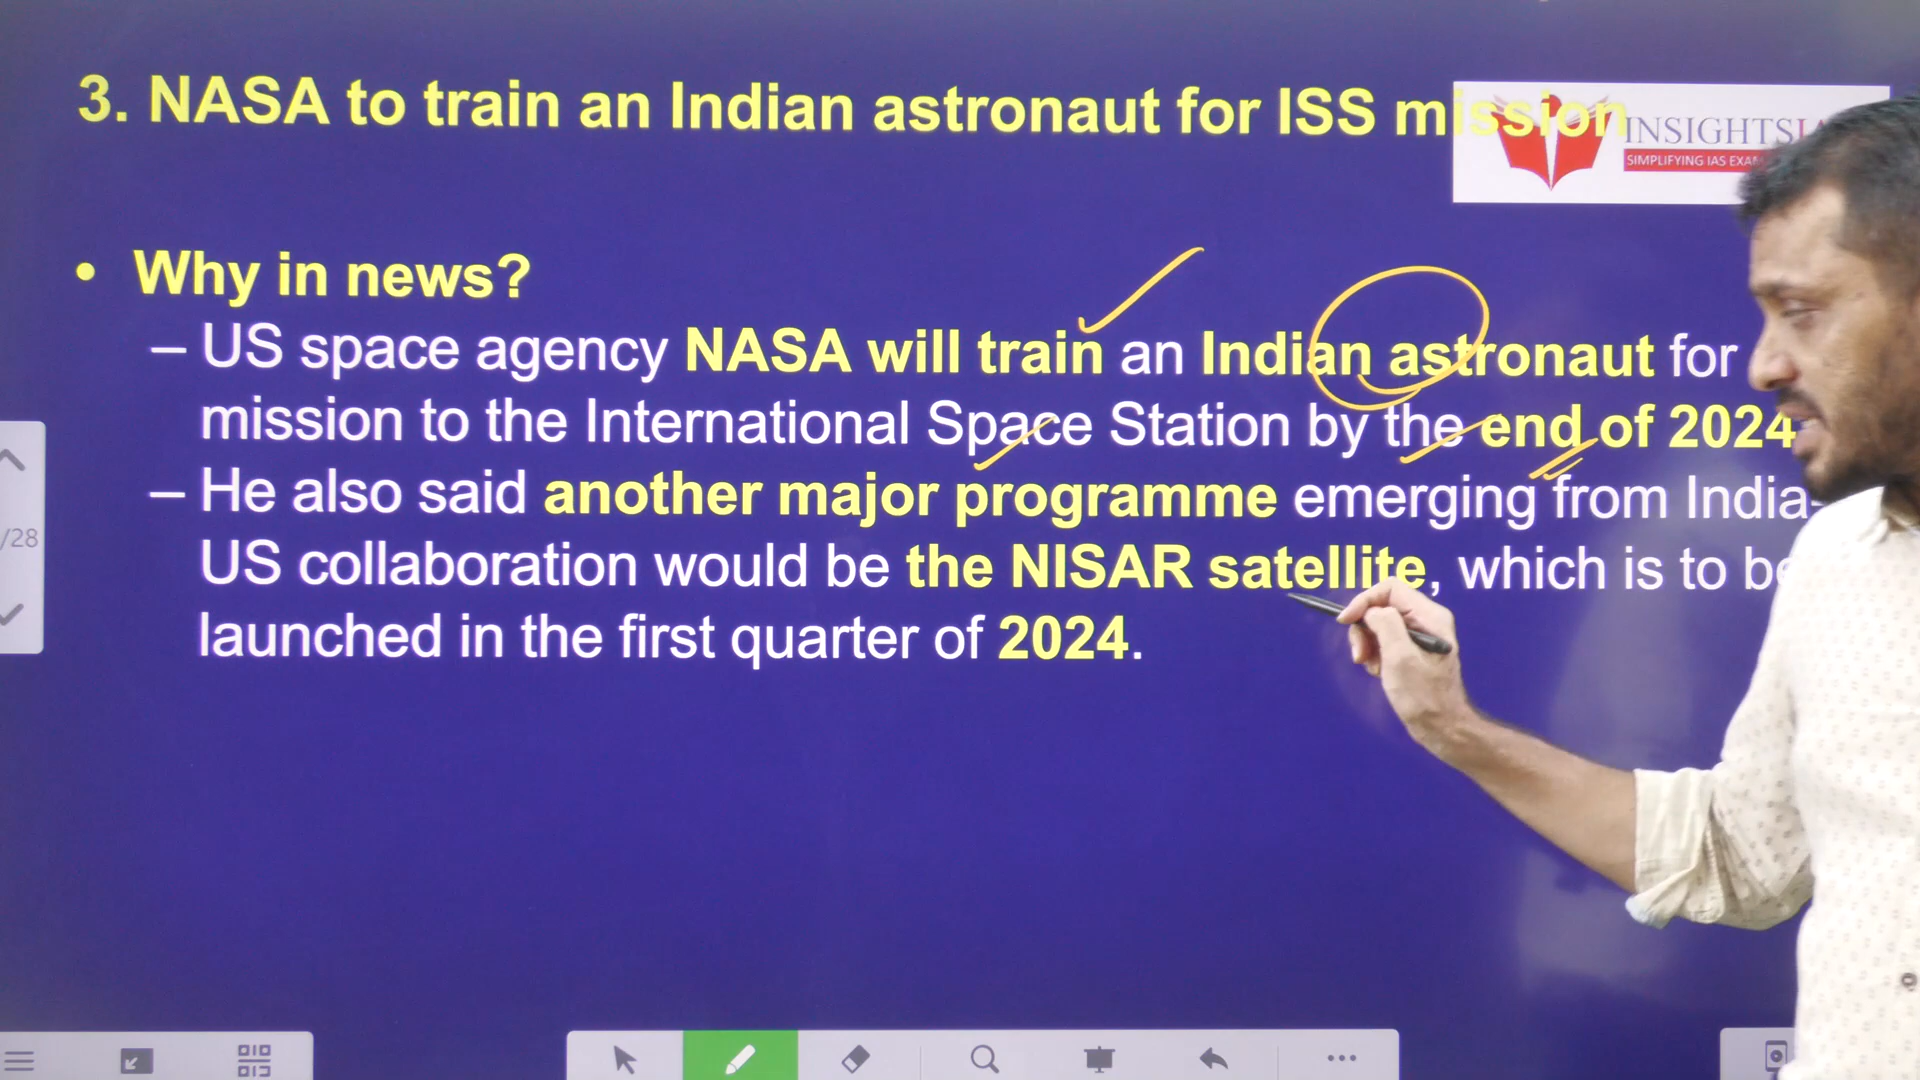 3. NASA to train an Indian astronaut for ISS mission
INSIGHTSI
SIMPLIFYING IAS EXA
• Why in news?
– US space agency NASA will train an Indian astronaut for
mission to the International Space Station by the end of 2024
– He also said another major programme emerging from India-
US collaboration would be the NISAR satellite, which is to be
launched in the first quarter of 2024.
/28